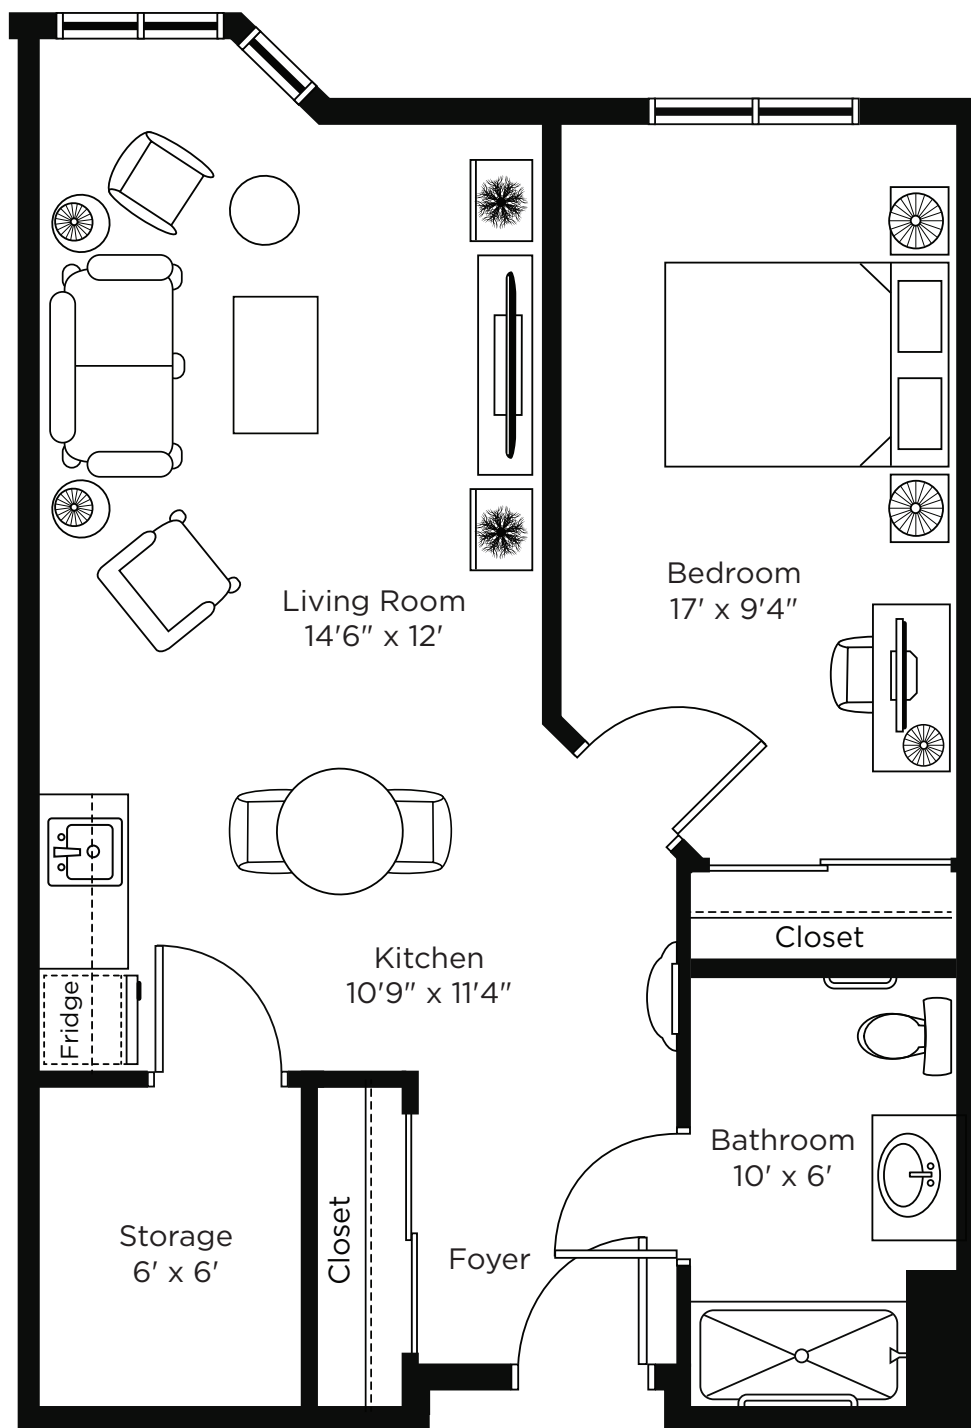 Living Room
14'6" x 12'
Bedroom
17' x 9'4"
Closet
Kitchen
10'9" x 11'4"
Fridge
Bathroom
10' x 6'
Storage
6' x 6'
Closet
Foyer